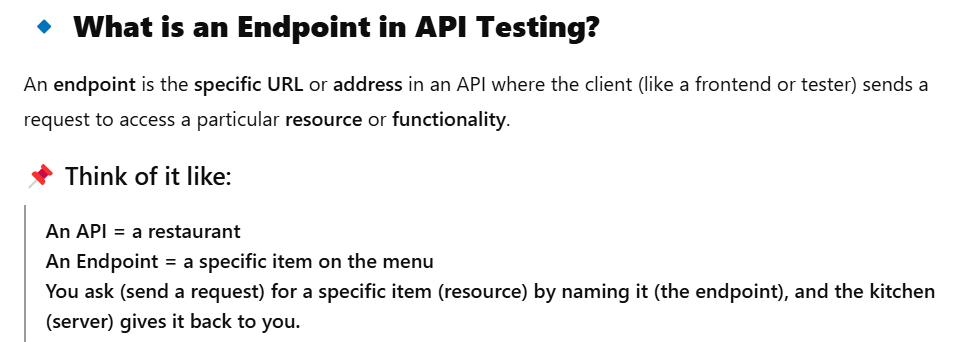 What is an Endpoint in API Testing?
An endpoint is the specific URL or address in an API where the client (like a frontend or tester) sends a
request to access a particular resource or functionality.
Think of it like:
An API = a restaurant
An Endpoint = a specific item on the menu
You ask (send a request) for a specific item (resource) by naming it (the endpoint), and the kitchen
(server) gives it back to you.